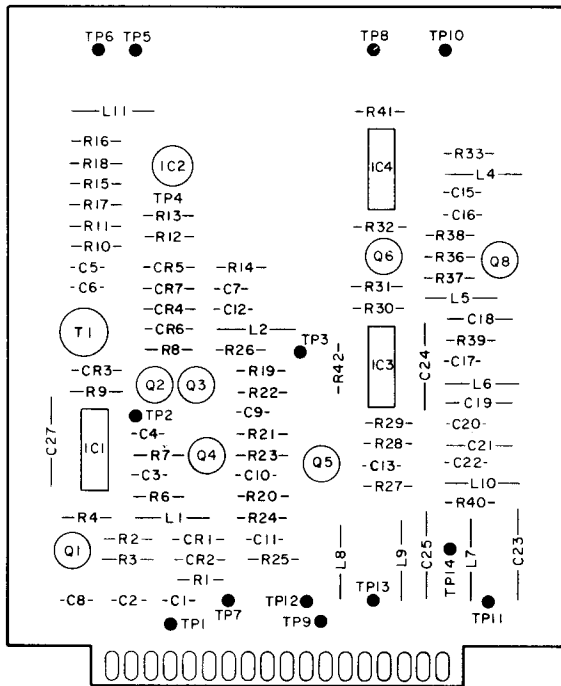 TP6 TP5 TP8 TP10
L11 R41
R16
R18 IC2 IC4 R33
R15 L4
R17 TP4 C15
R13 C16
R11 R12 R32 R38
R10 Q6 R36 Q8
C5 CR5 R14 R37
C6 CR7 C7 R31 L5
CR4 C12 R30 C18
T1 CR6 L2 R39
R8 R26 TP3 R42 IC3 C24 C17
CR3 R19 L6
R9 Q2 Q3 R22 C19
C27 IC1 TP2 C9 R29 C20
C4 R21 R28 C21
R7 Q4 R23 Q5 C13 C22
C3 C10 R27 L10
R6 R20 R40
R4 L1 R24
Q1 R2 CR1 C11 L8 L9 C25 TP14 L7 C23
R3 CR2 R25
R1
C8 C2 C1 TP7 TP12 TP13 TP11
TP1 TP9